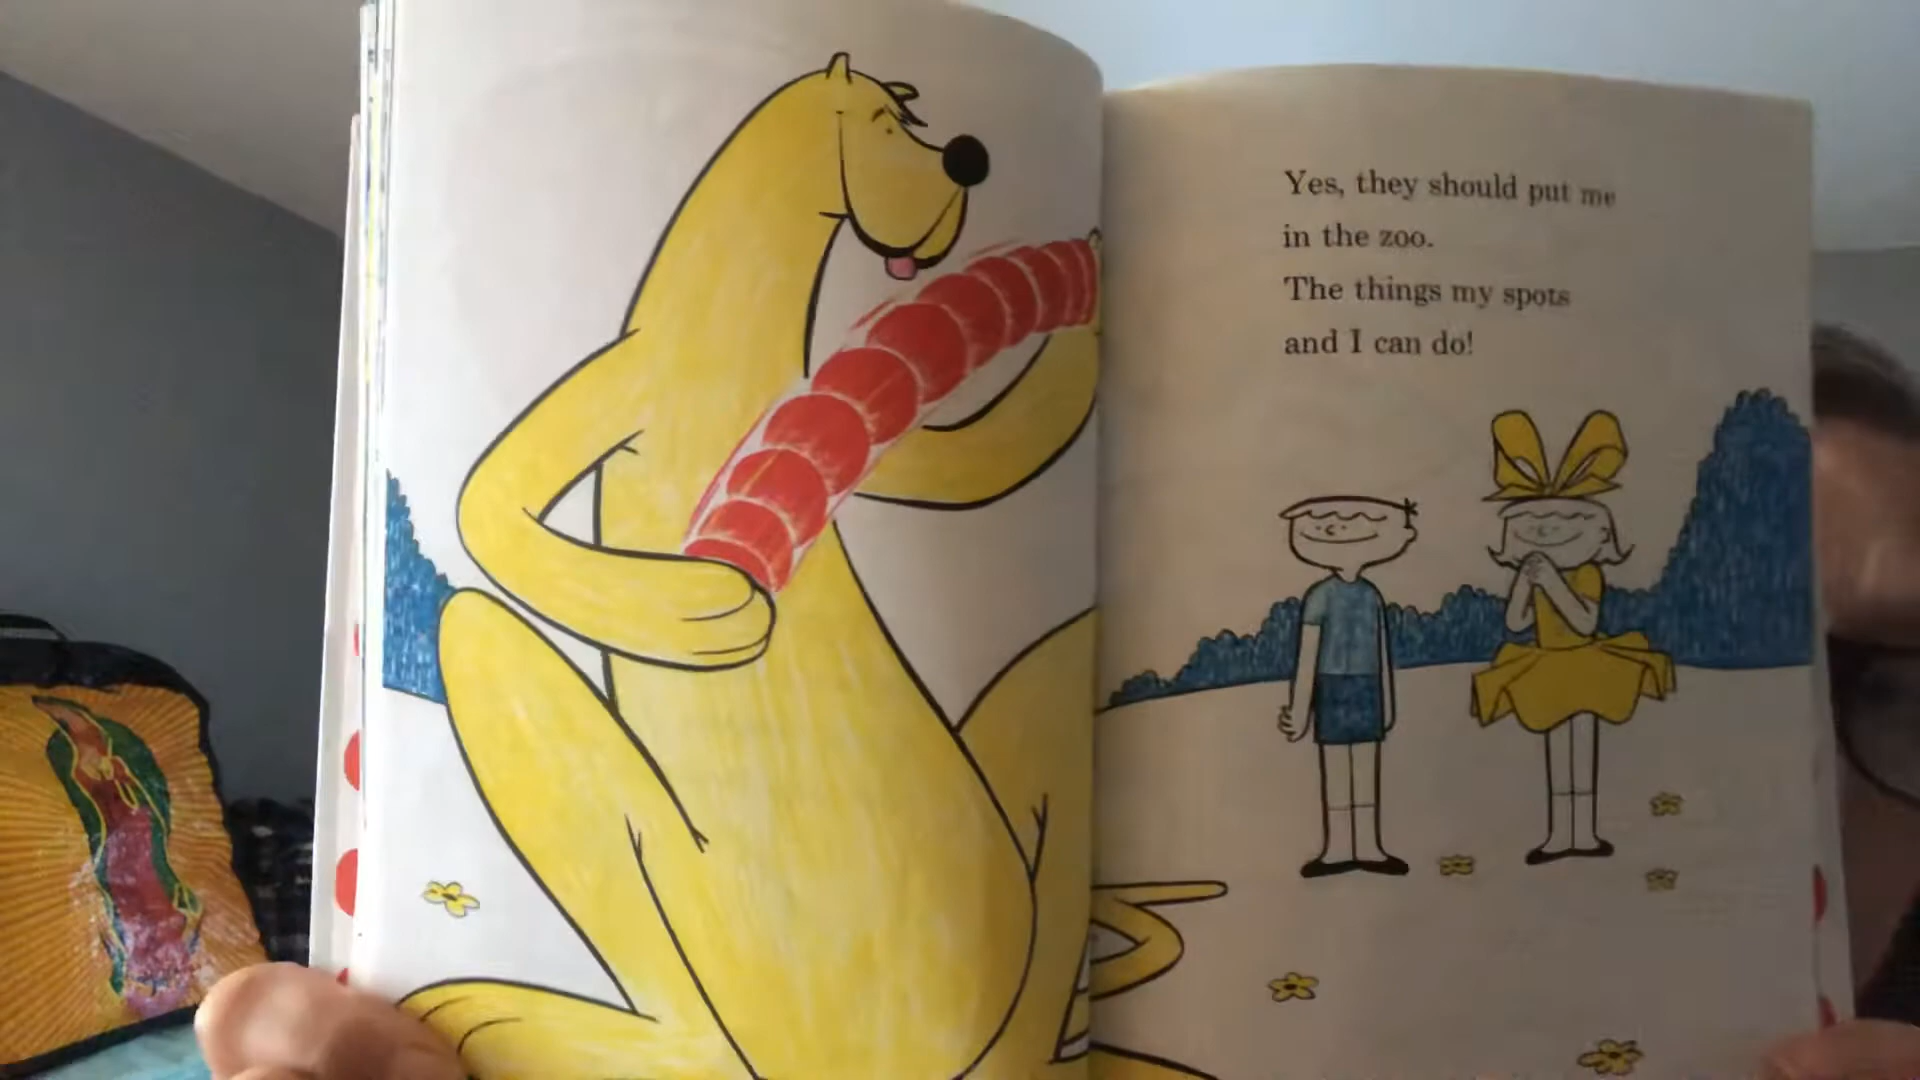 Yes, they should put me
in the zoo.
The things my spots
and I can do!